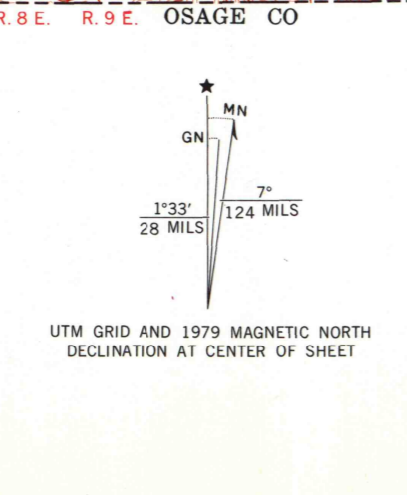 R. 8 E. R. 9 E. OSAGE CO
MN
GN
1°33′
28 MILS
7°
124 MILS
UTM GRID AND 1979 MAGNETIC NORTH
DECLINATION AT CENTER OF SHEET